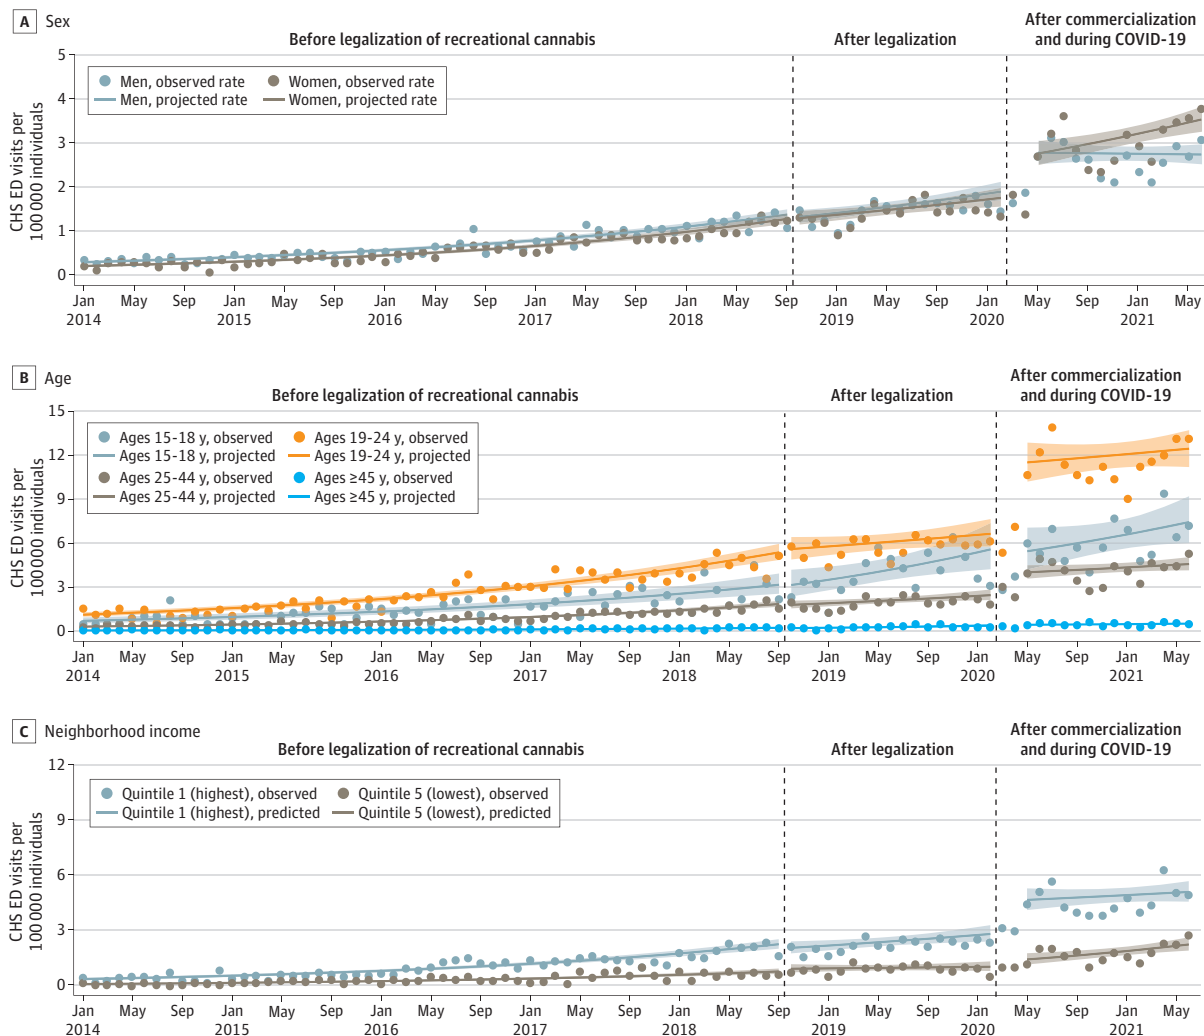 A Sex
Before legalization of recreational cannabis
After legalization
After commercialization
and during COVID-19
CHS ED visits per
100 000 individuals
5
4
3
2
1
0
Men, observed rate
Women, observed rate
Men, projected rate
Women, projected rate
Jan May Sep Jan May Sep Jan May Sep Jan May Sep Jan May Sep Jan May Sep Jan May Sep Jan May
2014 2015 2016 2017 2018 2019 2020 2021
B Age
Before legalization of recreational cannabis
After legalization
After commercialization
and during COVID-19
CHS ED visits per
100 000 individuals
15
12
9
6
3
0
Ages 15-18 y, observed
Ages 19-24 y, observed
Ages 15-18 y, projected
Ages 19-24 y, projected
Ages 25-44 y, observed
Ages ≥45 y, observed
Ages 25-44 y, projected
Ages ≥45 y, projected
Jan May Sep Jan May Sep Jan May Sep Jan May Sep Jan May Sep Jan May Sep Jan May Sep Jan May
2014 2015 2016 2017 2018 2019 2020 2021
C Neighborhood income
Before legalization of recreational cannabis
After legalization
After commercialization
and during COVID-19
CHS ED visits per
100 000 individuals
12
9
6
3
0
Quintile 1 (highest), observed
Quintile 5 (lowest), observed
Quintile 1 (highest), predicted
Quintile 5 (lowest), predicted
Jan May Sep Jan May Sep Jan May Sep Jan May Sep Jan May Sep Jan May Sep Jan May Sep Jan May
2014 2015 2016 2017 2018 2019 2020 2021